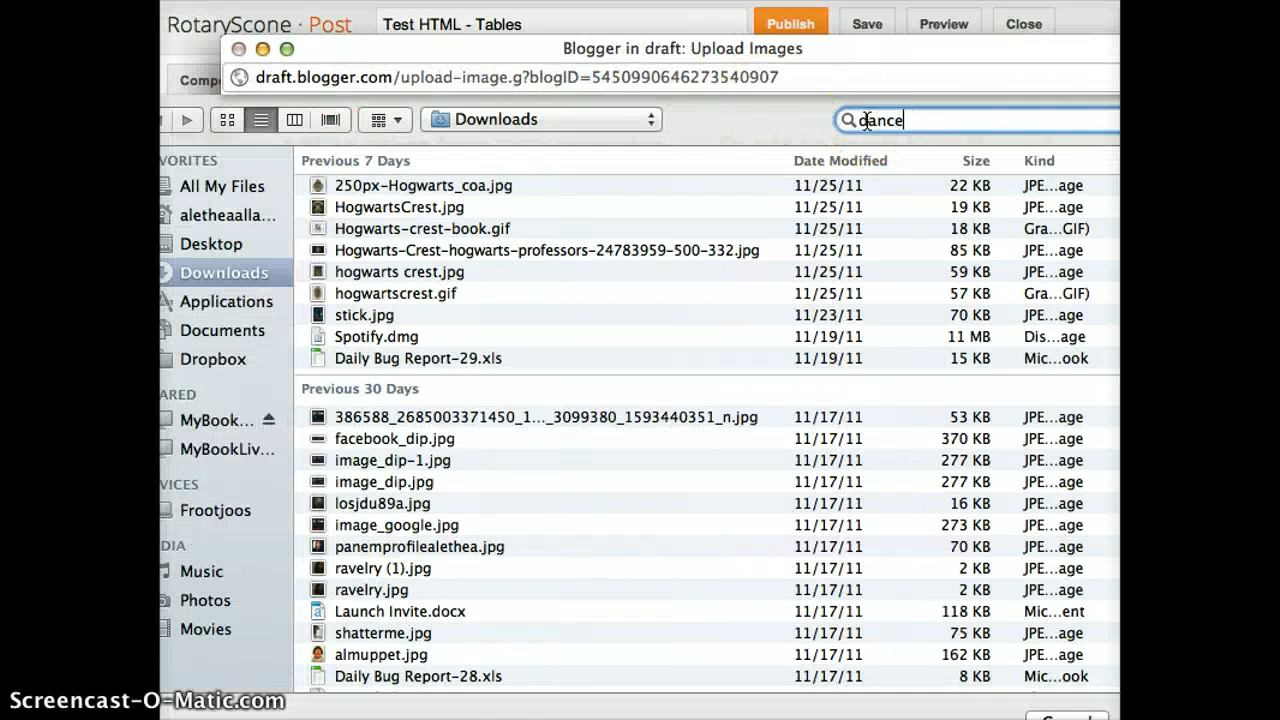 RotaryScone · Post Test HTML - Tables Publish Save Preview Close
Blogger in draft: Upload Images
Comp
draft.blogger.com/upload-image.g?blogID=5450990646273540907
Downloads dance
VORITES Previous 7 Days Date Modified Size Kind
All My Files 250px-Hogwarts_coa.jpg 11/25/11 22 KB JPE...age
aletheaalla... HogwartsCrest.jpg 11/25/11 19 KB JPE...age
Hogwarts-crest-book.gif 11/25/11 18 KB Gra...GIF)
Desktop Hogwarts-Crest-hogwarts-professors-24783959-500-332.jpg 11/25/11 85 KB JPE...age
Downloads hogwarts crest.jpg 11/25/11 59 KB JPE...age
Applications hogwartscrest.gif 11/25/11 57 KB Gra...GIF)
stick.jpg 11/23/11 70 KB JPE...age
Documents Spotify.dmg 11/19/11 11 MB Dis...age
Dropbox Daily Bug Report-29.xls 11/19/11 15 KB Mic...ook
ARED Previous 30 Days
MyBook... 386588_2685003371450_1..._3099380_1593440351_n.jpg 11/17/11 53 KB JPE...age
facebook_dip.jpg 11/17/11 370 KB JPE...age
MyBookLiv... image_dip-1.jpg 11/17/11 277 KB JPE...age
VICES image_dip.jpg 11/17/11 277 KB JPE...age
Frootjoos losjdu89a.jpg 11/17/11 16 KB JPE...age
image_google.jpg 11/17/11 273 KB JPE...age
DIA panemprofilealethea.jpg 11/17/11 70 KB JPE...age
Music ravelry (1).jpg 11/17/11 2 KB JPE...age
ravelry.jpg 11/17/11 2 KB JPE...age
Photos Launch Invite.docx 11/17/11 118 KB Mic...ent
Movies shatterme.jpg 11/17/11 75 KB JPE...age
almuppet.jpg 11/17/11 162 KB JPE...age
Daily Bug Report-28.xls 11/17/11 8 KB Mic...ook
Screencast-O-Matic.com